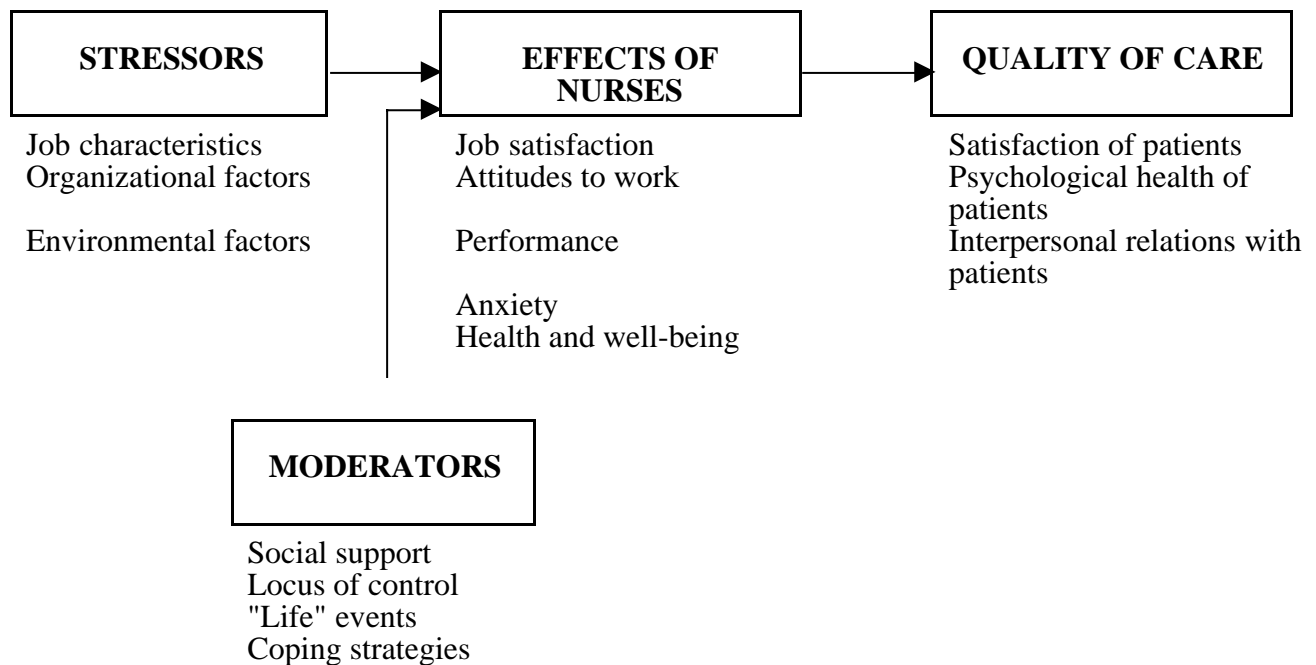 STRESSORS
Job characteristics
Organizational factors
Environmental factors
EFFECTS OF
NURSES
Job satisfaction
Attitudes to work
Performance
Anxiety
Health and well-being
QUALITY OF CARE
Satisfaction of patients
Psychological health of
patients
Interpersonal relations with
patients
MODERATORS
Social support
Locus of control
"Life" events
Coping strategies